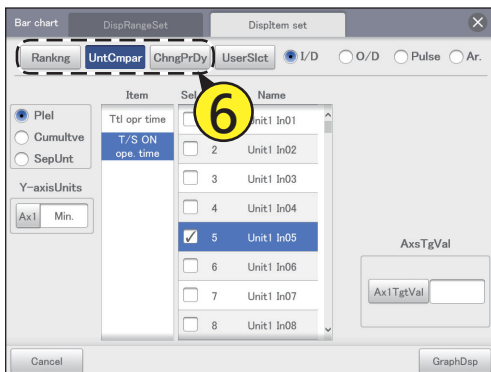 Bar chart DispRangeSet DispItem set
Rankng UntCmpar ChngPrDy UserSlct I/D O/D Pulse Ar.
6
Item Sel Name
Plel
Cumultve
SepUnt
Y-axisUnits
Ax1 Min.
Ttl opr time
T/S ON
ope. time
Unit1 In01
2 Unit1 In02
3 Unit1 In03
4 Unit1 In04
5 Unit1 In05
6 Unit1 In06
7 Unit1 In07
8 Unit1 In08
AxsTgVal
Ax1TgtVal
Cancel GraphDsp